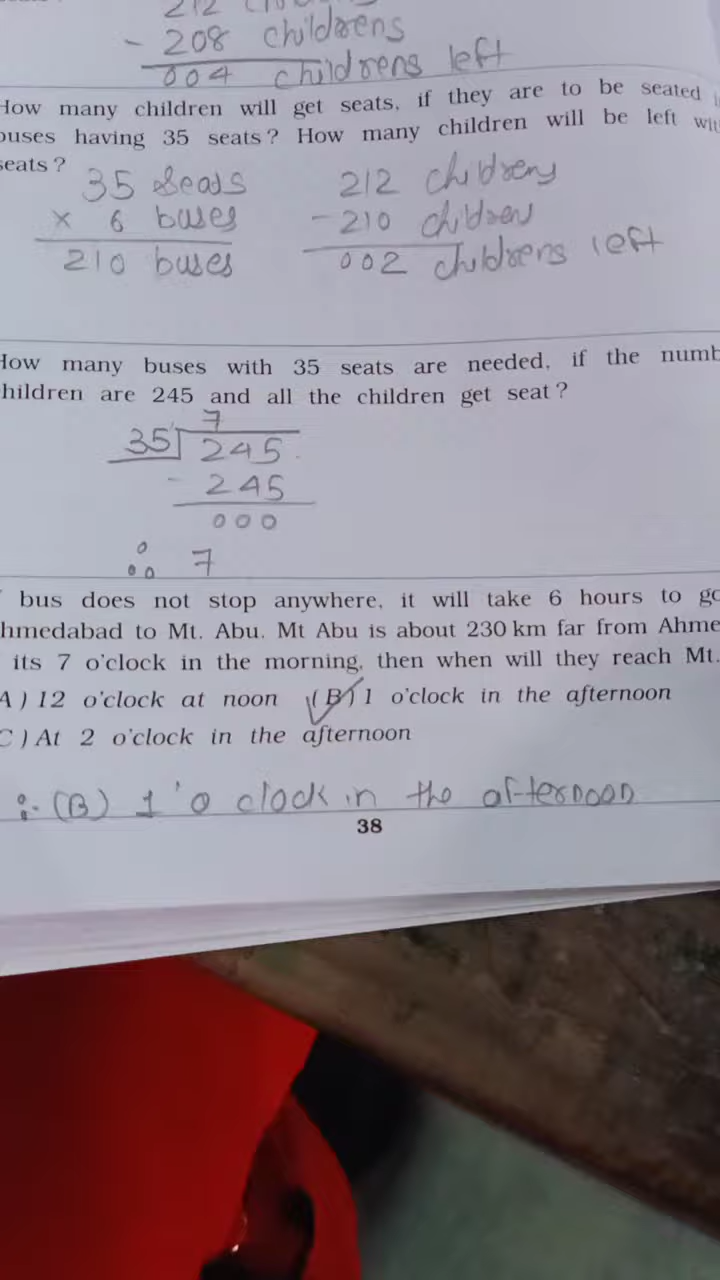 - 208 childrens
004 childrens left
How many children will get seats, if they are to be seated
buses having 35 seats? How many children will be left
seats?
35 seats 212 childrens
× 6 buses - 210 children
210 buses 002 childrens left
How many buses with 35 seats are needed, if the
children are 245 and all the children get seat?
7
35 245
- 245
000
∴ 7
bus does not stop anywhere, it will take 6 hours to go
to Mt. Abu. Mt Abu is about 230 km far from
its 7 o'clock in the morning, then when will they reach Mt.
A) 12 o'clock at noon (B) 1 o'clock in the afternoon
C) At 2 o'clock in the afternoon
:- (B) 1 'o clock in the afternoon
38